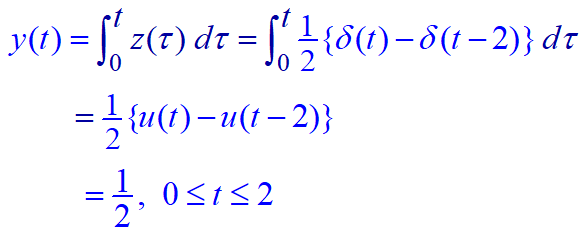 y(t) = ∫₀ᵗ z(τ) dτ = ∫₀ᵗ 1/2 {δ(t) − δ(t − 2)} dτ
= 1/2 {u(t) − u(t − 2)}
= 1/2, 0 ≤ t ≤ 2